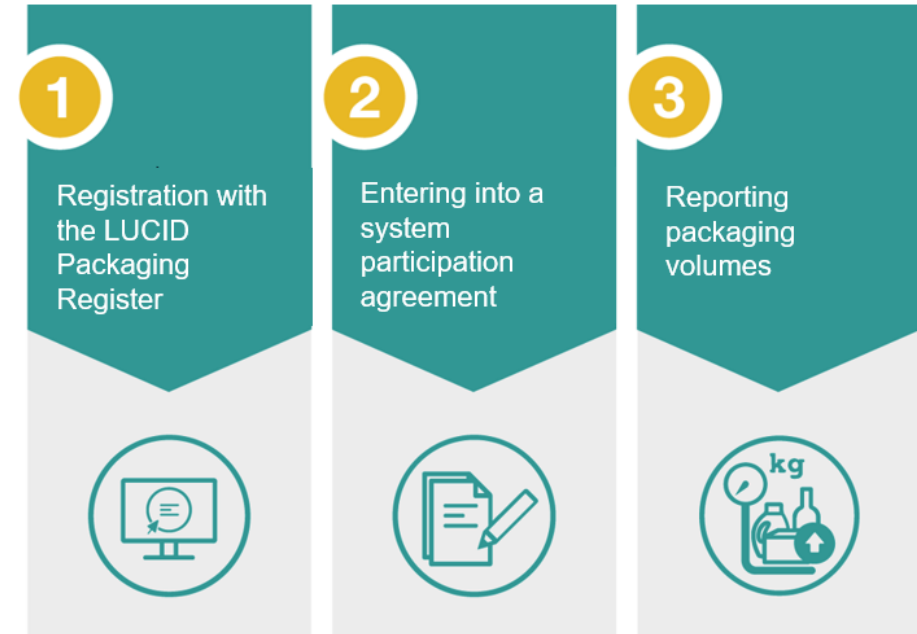 1
Registration with
the LUCID
Packaging
Register
2
Entering into a
system
participation
agreement
3
Reporting
packaging
volumes
kg